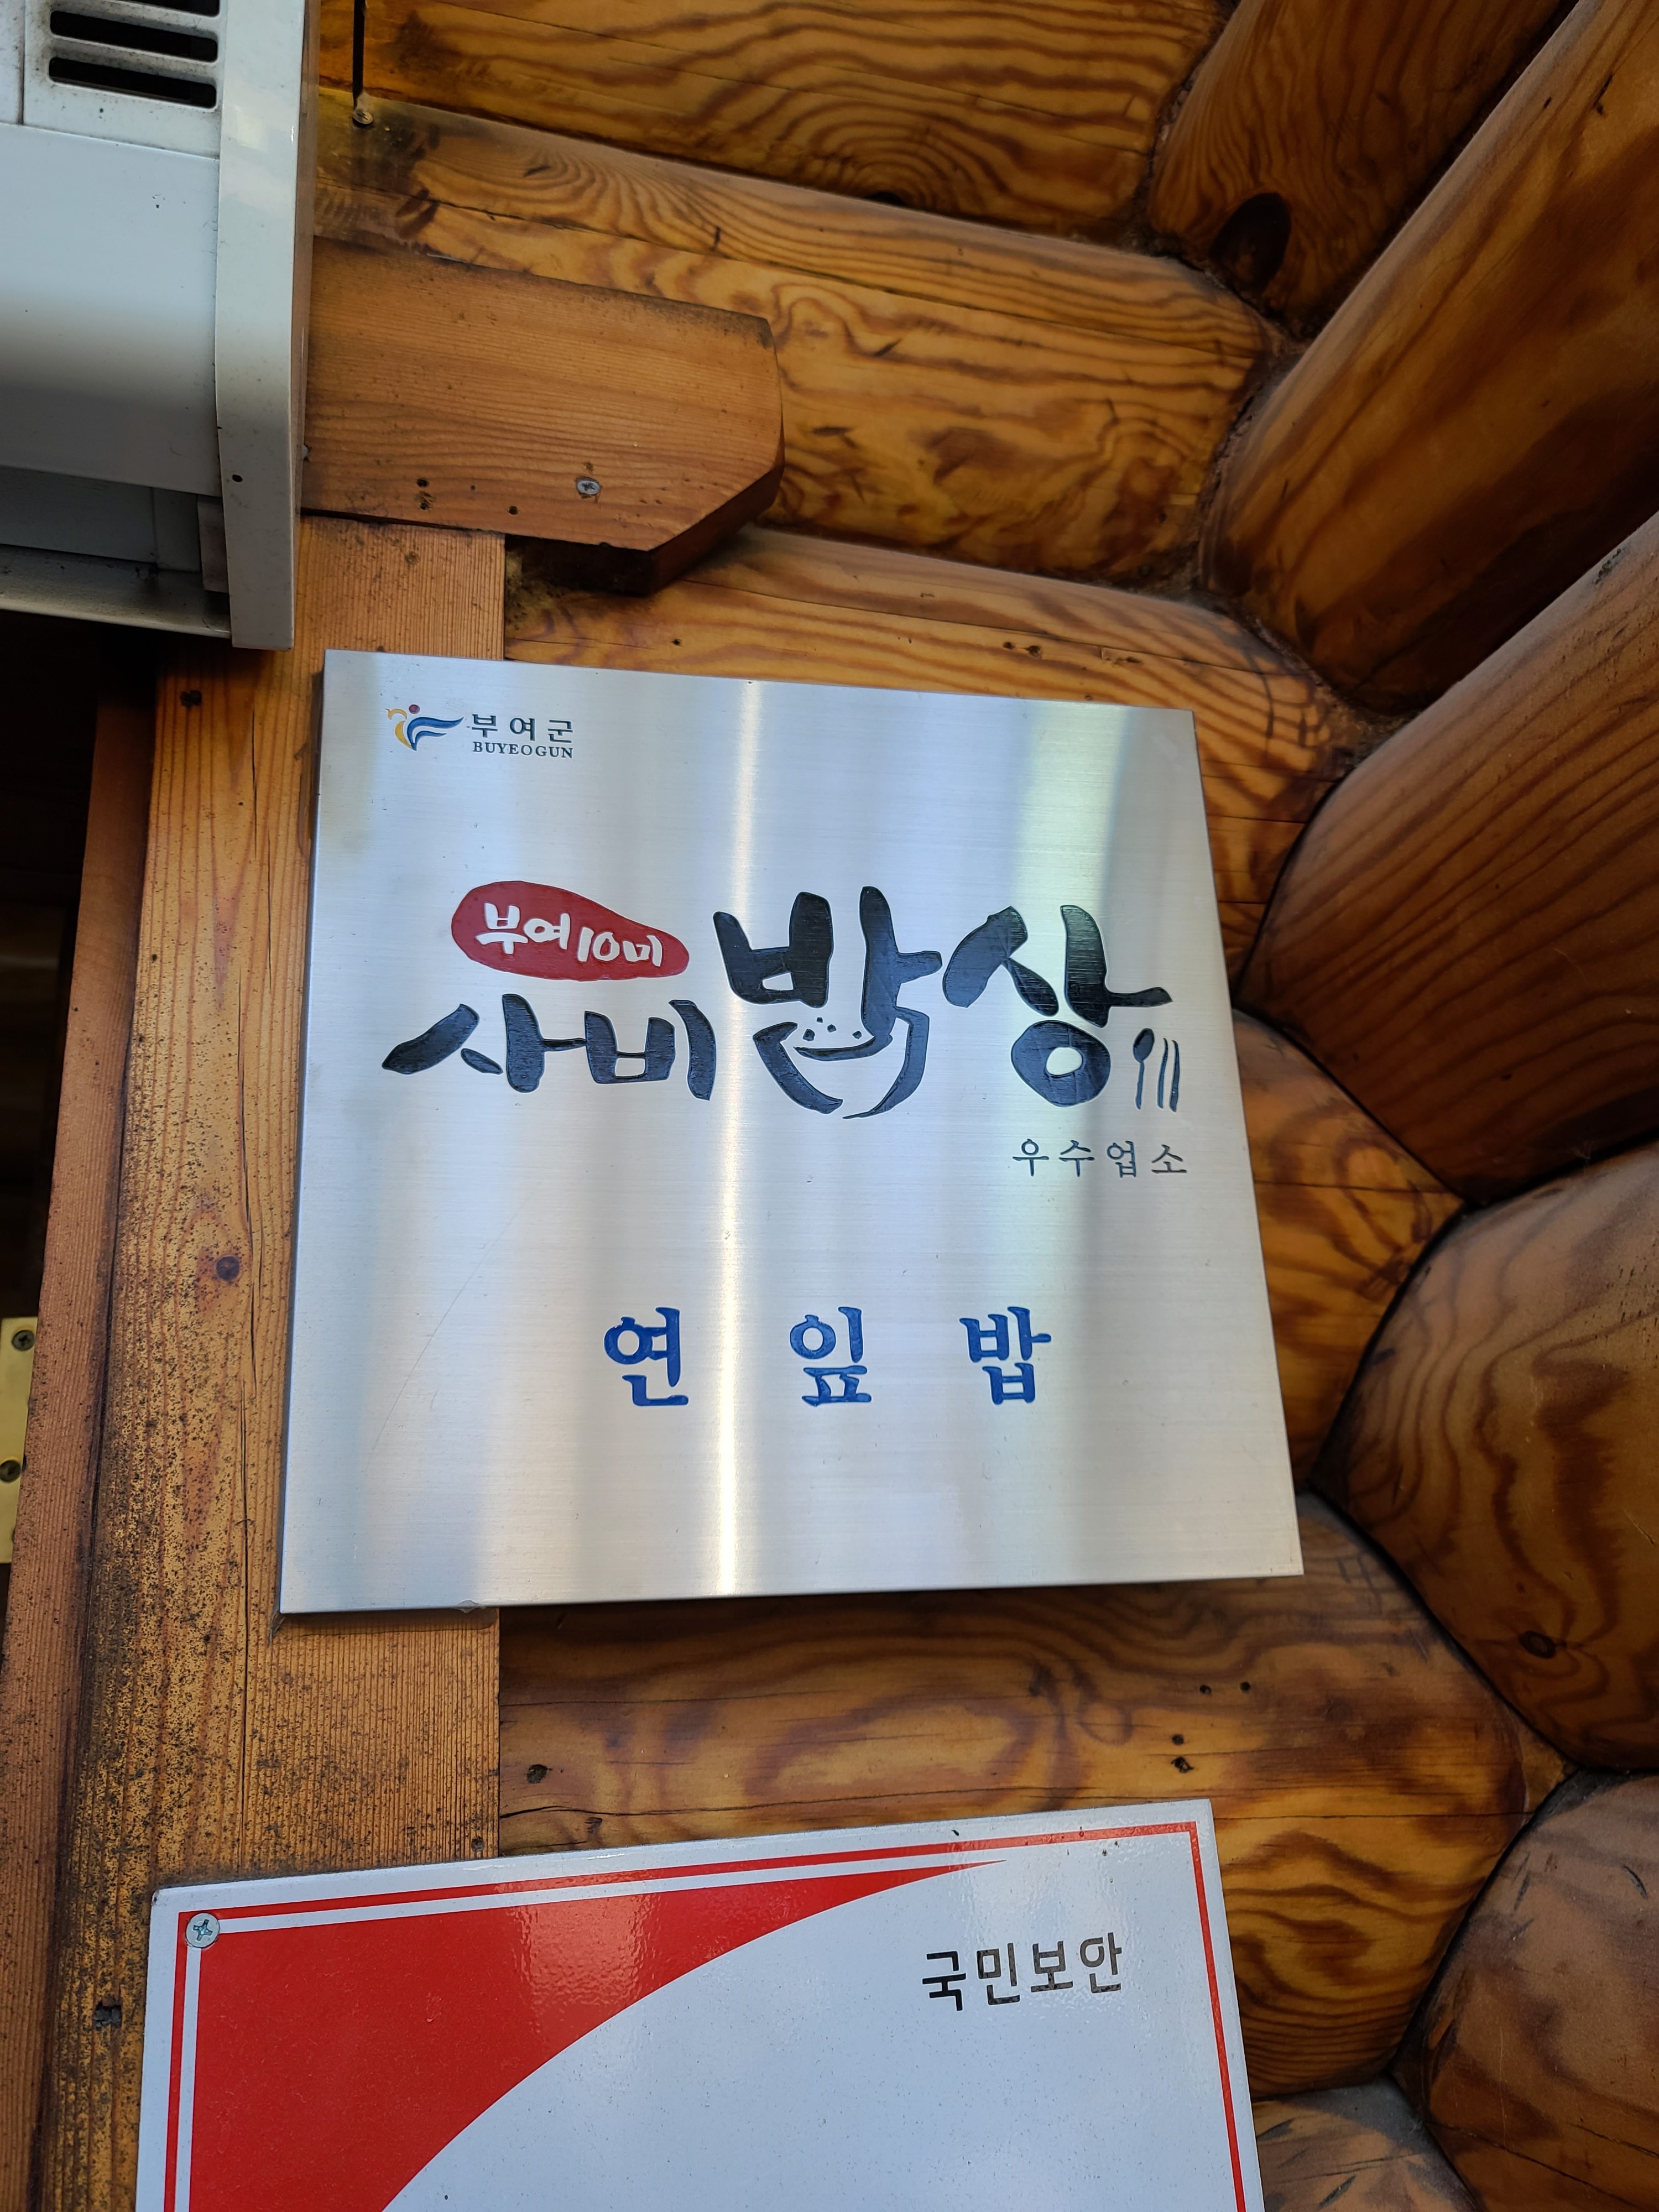 부여군
BUYEOGUN
부여10미
사비밥상
우수업소
연 잎 밥
국민보안